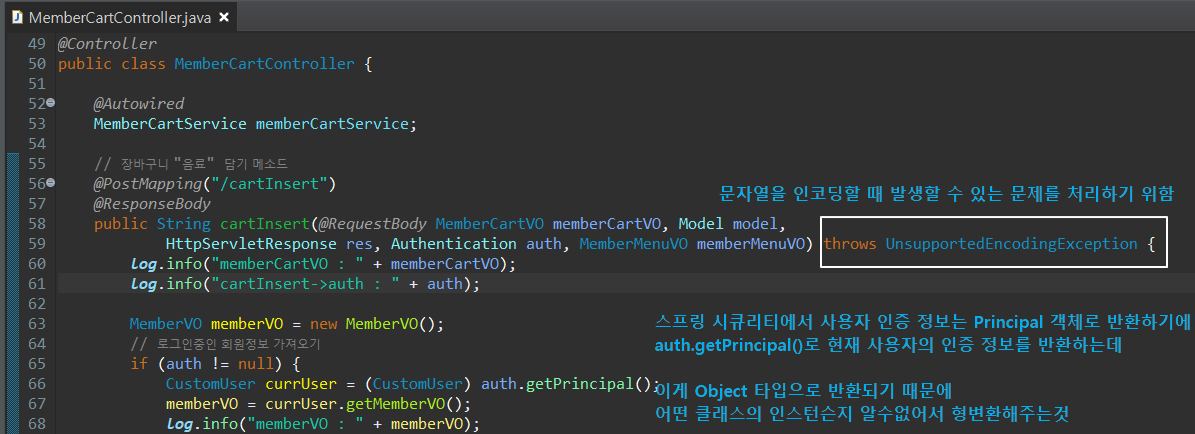 MemberCartController.java
49 @Controller
50 public class MemberCartController {
51
52 @Autowired
53 MemberCartService memberCartService;
54
55 // 장바구니 "음료" 담기 메소드
56 @PostMapping("/cartInsert")
문자열을 인코딩할 때 발생할 수 있는 문제를 처리하기 위함
57 @ResponseBody
58 public String cartInsert(@RequestBody MemberCartVO memberCartVO, Model model,
59 HttpServletResponse res, Authentication auth, MemberMenuVO memberMenuVO) throws UnsupportedEncodingException {
60 log.info("memberCartVO : " + memberCartVO);
61 log.info("cartInsert->auth : " + auth);
62
63 MemberVO memberVO = new MemberVO();
스프링 시큐리티에서 사용자 인증 정보는 Principal 객체로 반환하기에
64 // 로그인중인 회원정보 가져오기
auth.getPrincipal()로 현재 사용자의 인증 정보를 반환하는데
65 if (auth != null) {
66 CustomUser currUser = (CustomUser) auth.getPrincipal();
이게 Object 타입으로 반환되기 때문에
67 memberVO = currUser.getMemberVO();
어떤 클래스의 인스턴슨지 알수없어서 형변환해주는것
68 log.info("memberVO : " + memberVO);